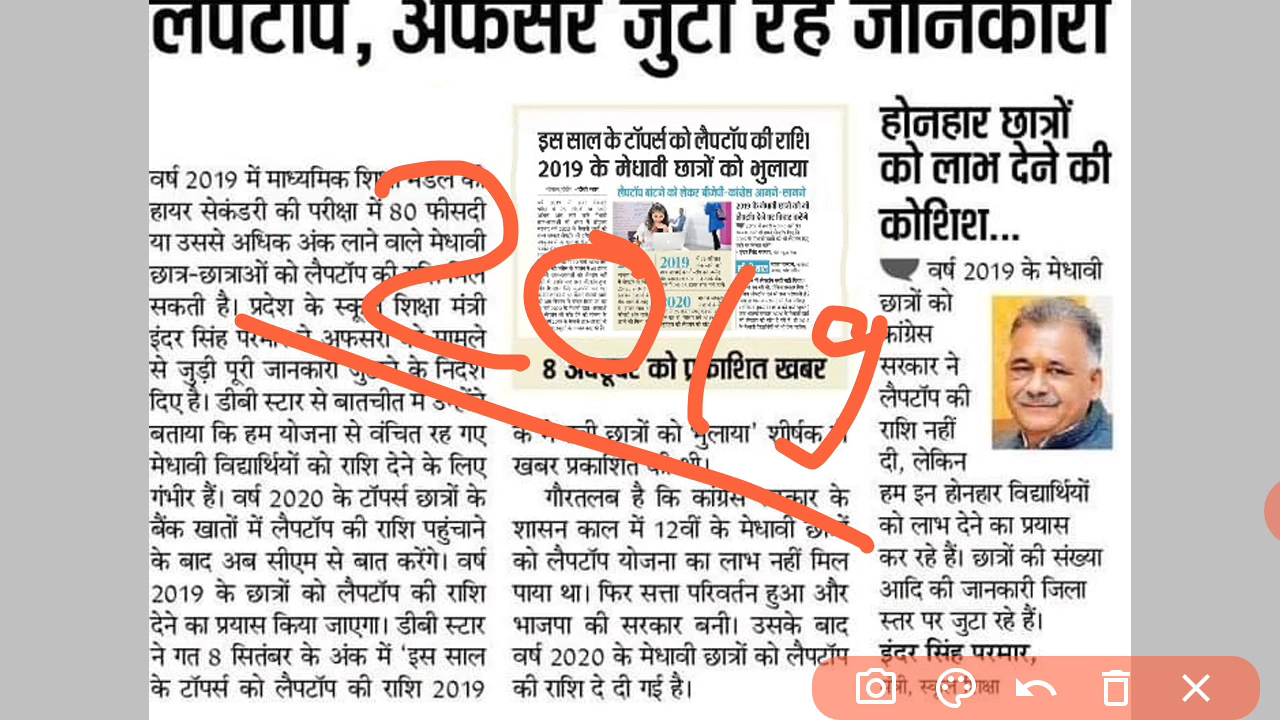 लैपटॉप, अफसर जुटा रहे जानकारी
वर्ष 2019 में माध्यमिक शिक्षा मंडल की
हायर सेकंडरी की परीक्षा में 80 फीसदी
या उससे अधिक अंक लाने वाले मेधावी
छात्र-छात्राओं को लैपटॉप की राशि मिल
सकती है। प्रदेश के स्कूल शिक्षा मंत्री
इंदर सिंह परमार ने अफसरों को मामले
से जुड़ी पूरी जानकारी जुटाने के निर्देश
दिए है। डीबी स्टार से बातचीत में उन्होंने
बताया कि हम योजना से वंचित रह गए
मेधावी विद्यार्थियों को राशि देने के लिए
गंभीर हैं। वर्ष 2020 के टॉपर्स छात्रों के
बैंक खातों में लैपटॉप की राशि पहुंचाने
के बाद अब सीएम से बात करेंगे। वर्ष
2019 के छात्रों को लैपटॉप की राशि
देने का प्रयास किया जाएगा। डीबी स्टार
ने गत 8 सितंबर के अंक में ‘इस साल
के टॉपर्स को लैपटॉप की राशि 2019
इस साल के टॉपर्स को लैपटॉप की राशि
2019 के मेधावी छात्रों को भुलाया
लैपटॉप बांटने को लेकर बीजेपी-कांग्रेस आमने-सामने
2019
2020
8 अक्टूबर को प्रकाशित खबर
के मेधावी छात्रों को भुलाया’ शीर्षक से
खबर प्रकाशित की थी।
गौरतलब है कि कांग्रेस सरकार के
शासन काल में 12वीं के मेधावी छात्रों
को लैपटॉप योजना का लाभ नहीं मिल
पाया था। फिर सत्ता परिवर्तन हुआ और
भाजपा की सरकार बनी। उसके बाद
वर्ष 2020 के मेधावी छात्रों को लैपटॉप
की राशि दे दी गई है।
होनहार छात्रों
को लाभ देने की
कोशिश...
वर्ष 2019 के मेधावी
छात्रों को
कांग्रेस
सरकार ने
लैपटॉप की
राशि नहीं
दी, लेकिन
हम इन होनहार विद्यार्थियों
को लाभ देने का प्रयास
कर रहे हैं। छात्रों की संख्या
आदि की जानकारी जिला
स्तर पर जुटा रहे हैं।
इंदर सिंह परमार,
मंत्री, स्कूल शिक्षा
2019